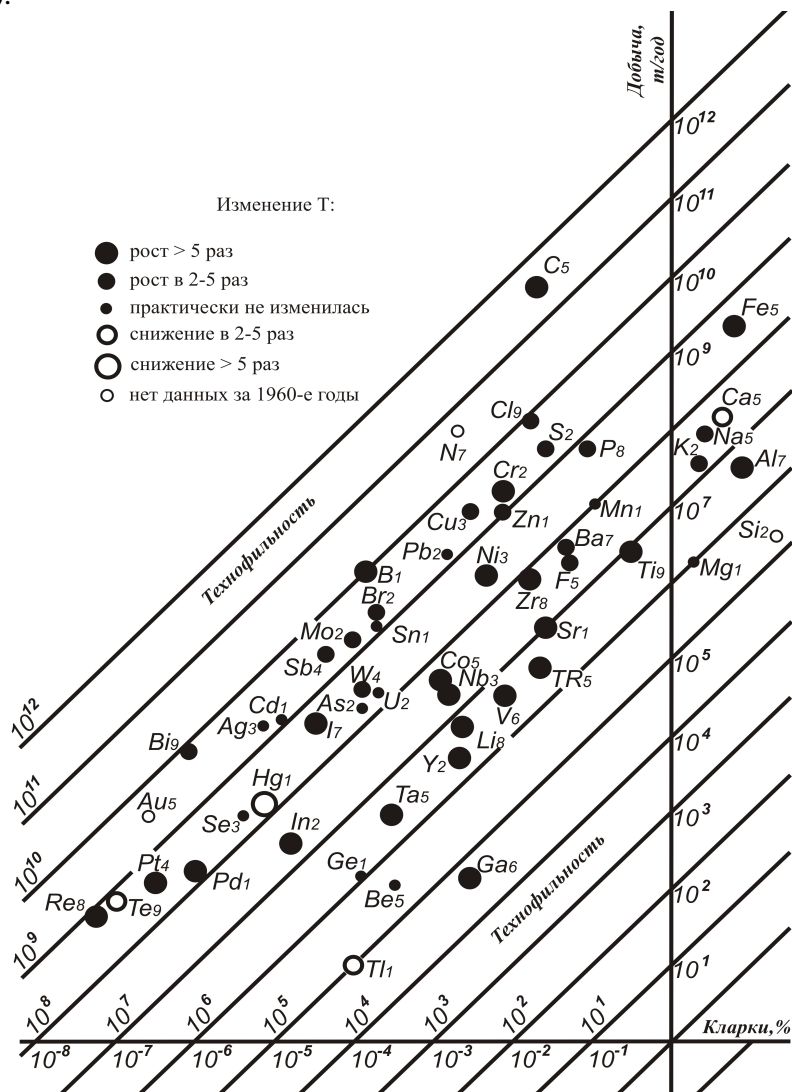 Добыча,
т/год
10¹²
10¹¹
10¹⁰
10⁹
10⁷
10⁵
10⁴
10³
10²
10¹
Изменение Т:
рост > 5 раз
рост в 2-5 раз
практически не изменилась
снижение в 2-5 раз
снижение > 5 раз
нет данных за 1960-е годы
C5
Fe5
Ca5
Cl9
S2
P8
K2
Na5
Al7
N7
Cr2
Cu3
Zn1
Mn1
Si2
Pb2
Ni3
Ba7
F5
Ti9
Mg1
Технофильность
B1
Br2
Zr8
Mo2
Sn1
Sr1
Sb4
Co5
TR5
W4
Nb3
As2
U2
V6
Cd1
Ag3
I7
Li8
Bi9
Y2
Hg1
Au5
Se3
In2
Ta5
Pt4
Pd1
Ge1
Ga6
Be5
Re8
Te9
Технофильность
Tl1
10¹²
10¹¹
10¹⁰
10⁹
10⁸
10⁷
10⁶
10⁵
10⁴
10³
10²
10¹
Кларки,%
10⁻⁸
10⁻⁷
10⁻⁶
10⁻⁵
10⁻⁴
10⁻³
10⁻²
10⁻¹